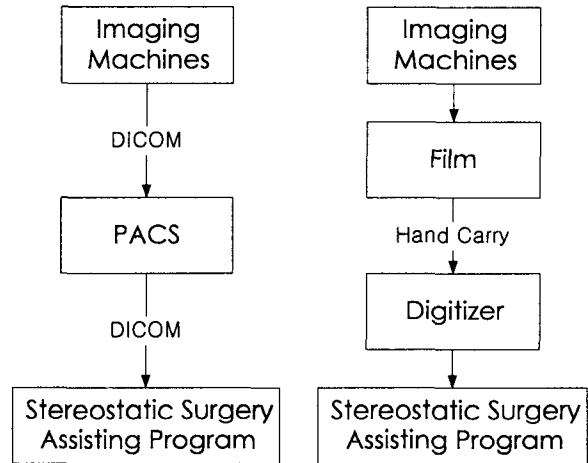 Imaging
Machines
DICOM
PACS
DICOM
Stereostatic Surgery
Assisting Program
Imaging
Machines
Film
Hand Carry
Digitizer
Stereostatic Surgery
Assisting Program